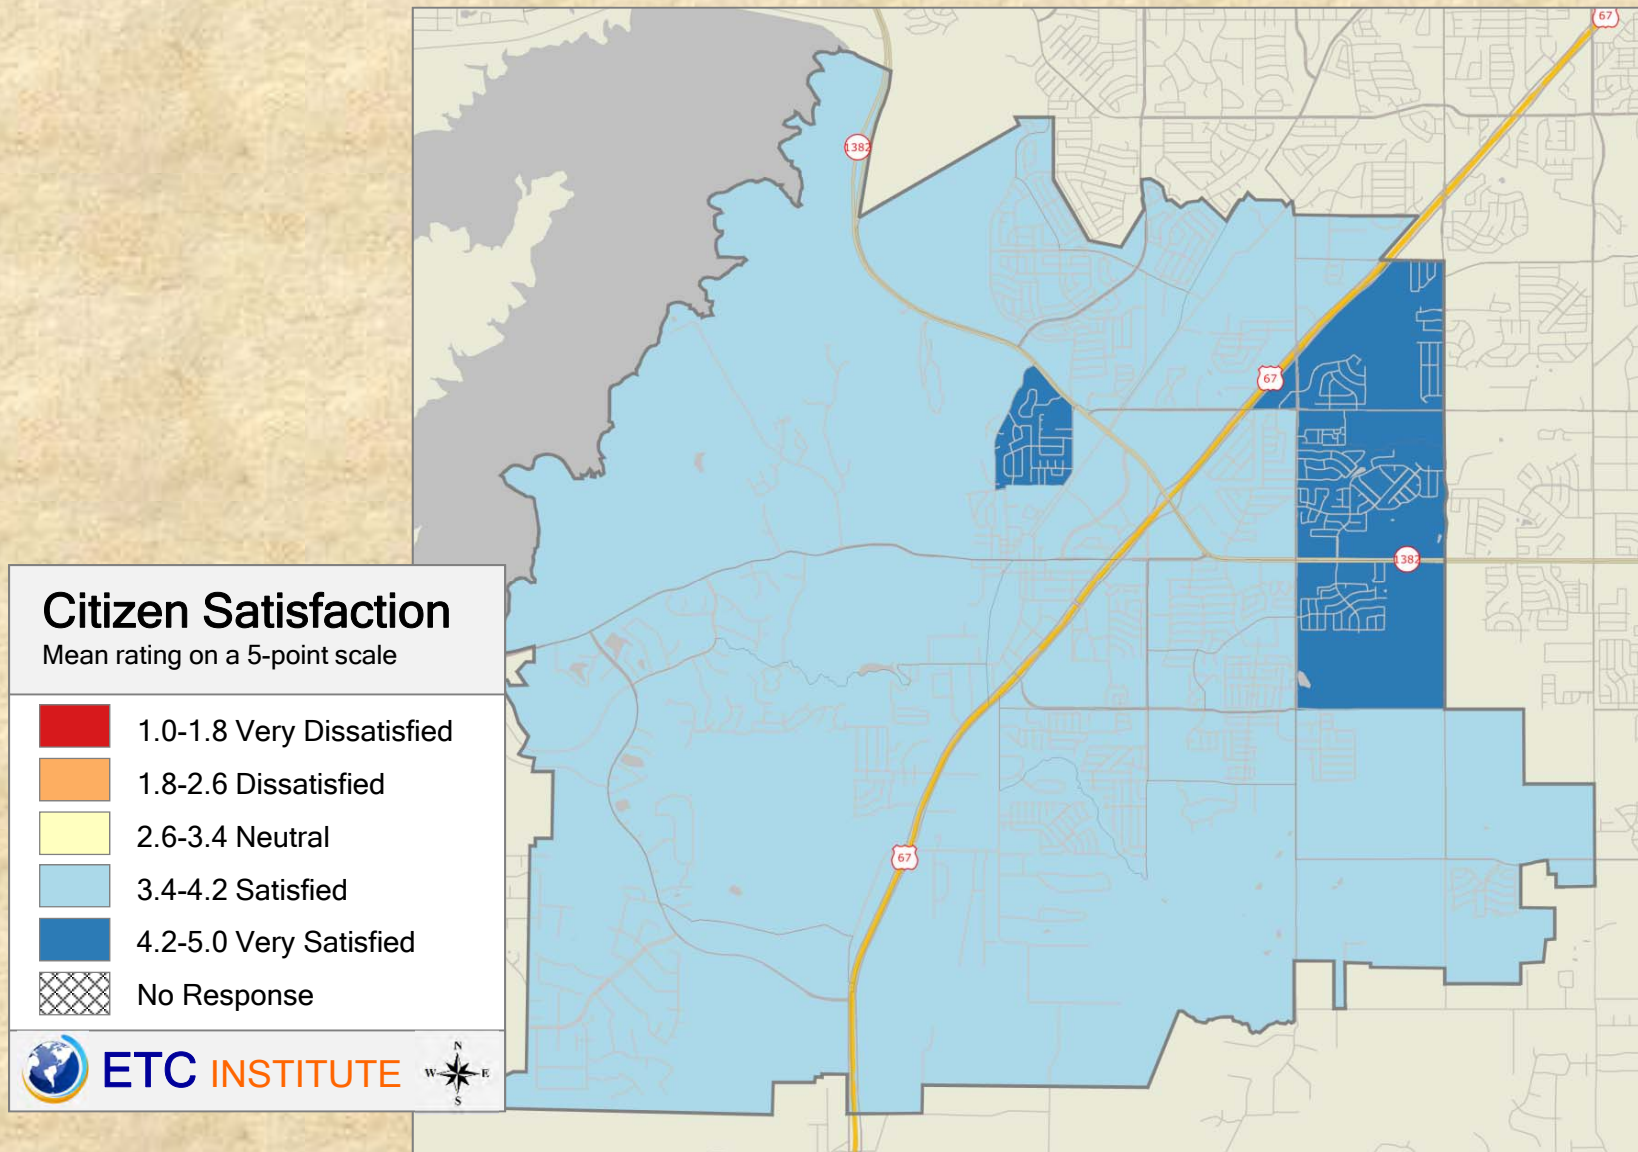 67
1382
67
1382
67
Citizen Satisfaction
Mean rating on a 5-point scale
1.0-1.8 Very Dissatisfied
1.8-2.6 Dissatisfied
2.6-3.4 Neutral
3.4-4.2 Satisfied
4.2-5.0 Very Satisfied
No Response
ETC INSTITUTE
N
W E
S